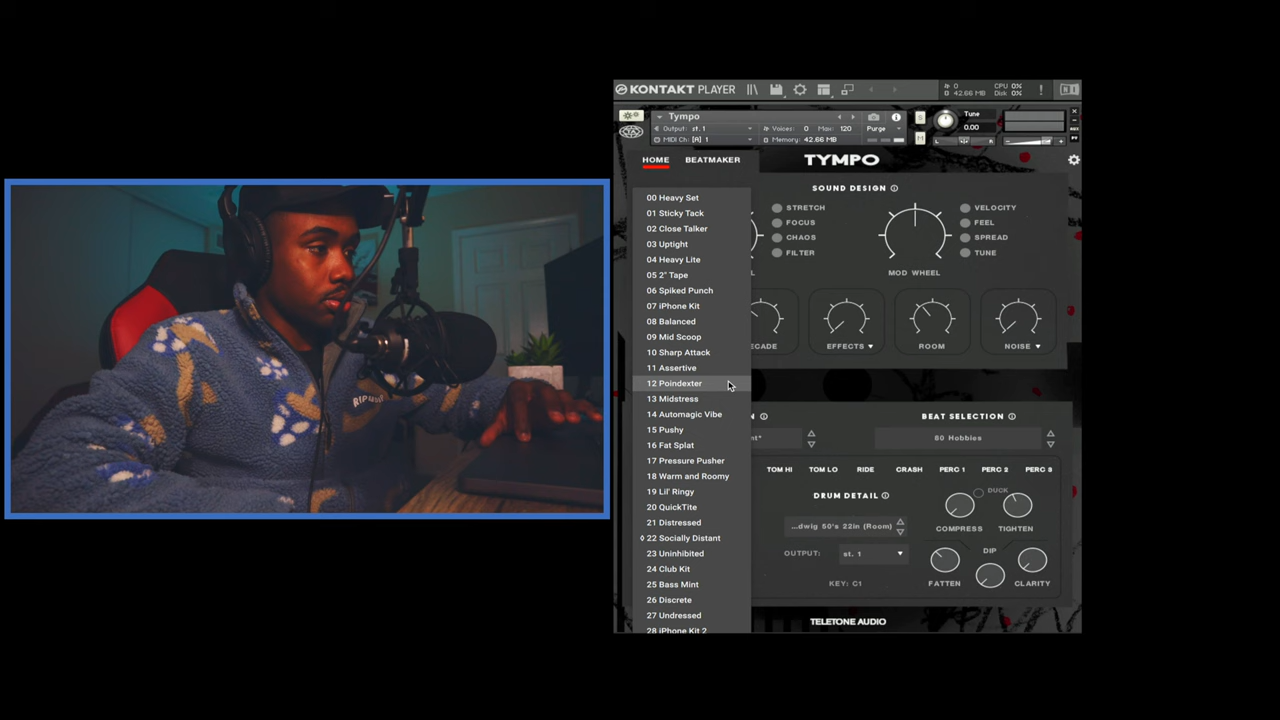 RIPNDIP
KONTAKT PLAYER
0
42.66 MB
CPU 0%
Disk 0%
Tympo
Output: st. 1
Voices: 0 Max: 120
Purge
MIDI Ch: [A] 1
Memory: 42.66 MB
S
M
Tune
0.00
L
R
AUX
PV
HOME
BEATMAKER
TYMPO
00 Heavy Set
01 Sticky Tack
02 Close Talker
03 Uptight
04 Heavy Lite
05 2" Tape
06 Spiked Punch
07 iPhone Kit
08 Balanced
09 Mid Scoop
10 Sharp Attack
11 Assertive
12 Poindexter
13 Midstress
14 Automagic Vibe
15 Pushy
16 Fat Splat
17 Pressure Pusher
18 Warm and Roomy
19 Lil' Ringy
20 QuickTite
21 Distressed
22 Socially Distant
23 Uninhibited
24 Club Kit
25 Bass Mint
26 Discrete
27 Undressed
28 iPhone Kit 2
SOUND DESIGN
STRETCH
FOCUS
CHAOS
FILTER
MOD WHEEL
VELOCITY
FEEL
SPREAD
TUNE
ECADE
EFFECTS
ROOM
NOISE
BEAT SELECTION
80 Hobbies
TOM HI
TOM LO
RIDE
CRASH
PERC 1
PERC 2
PERC 3
DRUM DETAIL
...dwig 50's 22in (Room)
OUTPUT:
st. 1
KEY: C1
DUCK
COMPRESS
TIGHTEN
DIP
FATTEN
CLARITY
TELETONE AUDIO